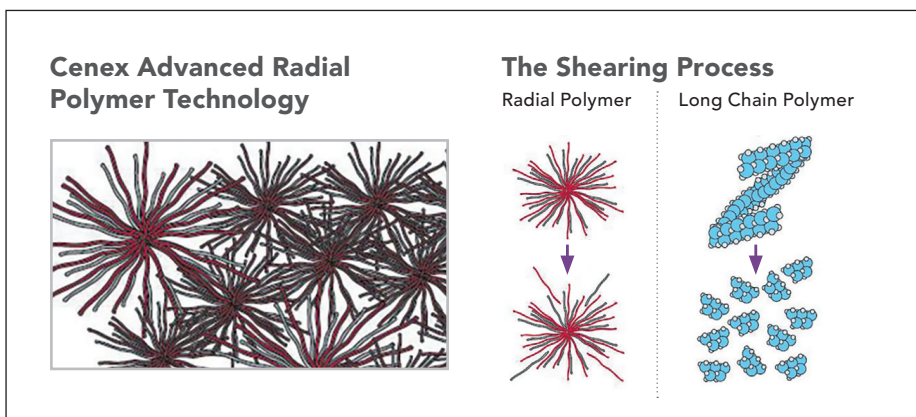 Cenex Advanced Radial
Polymer Technology
The Shearing Process
Radial Polymer
Long Chain Polymer